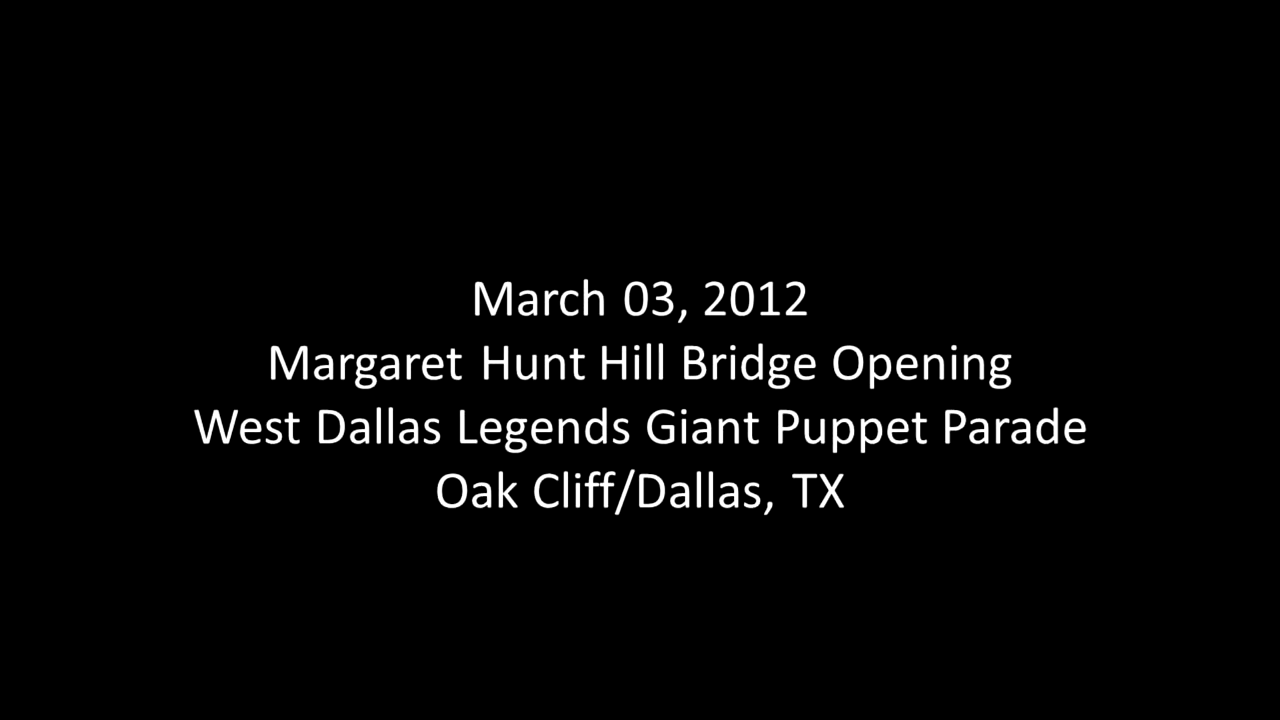 March 03, 2012
Margaret Hunt Hill Bridge Opening
West Dallas Legends Giant Puppet Parade
Oak Cliff/Dallas, TX